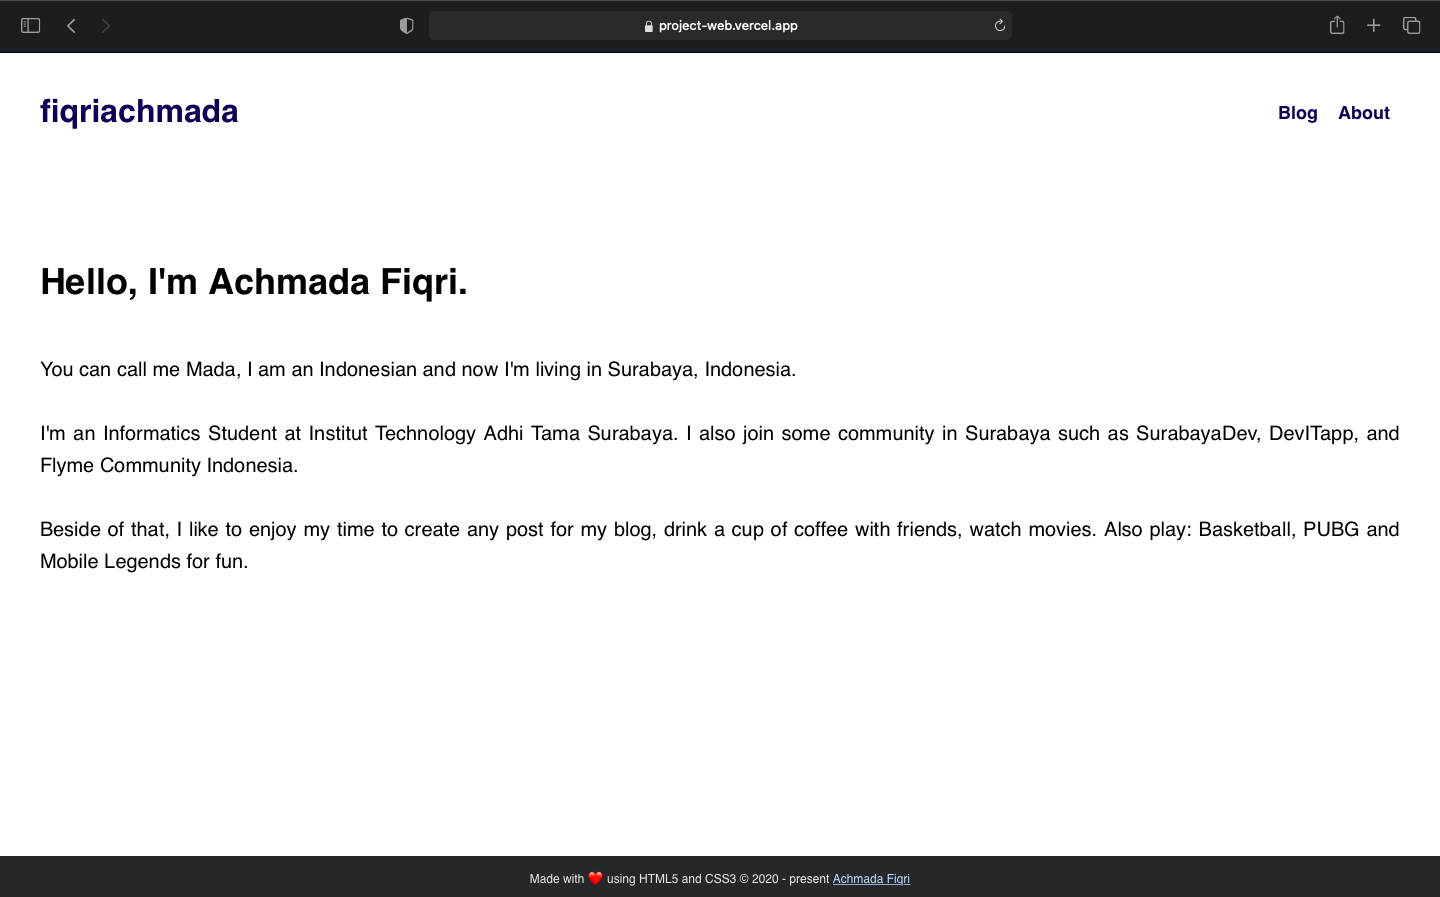 project-web.vercel.app
fiqriachmada
Blog About
Hello, I'm Achmada Fiqri.
You can call me Mada, I am an Indonesian and now I'm living in Surabaya, Indonesia.
I'm an Informatics Student at Institut Technology Adhi Tama Surabaya. I also join some community in Surabaya such as SurabayaDev, DevITapp, and
Flyme Community Indonesia.
Beside of that, I like to enjoy my time to create any post for my blog, drink a cup of coffee with friends, watch movies. Also play: Basketball, PUBG and
Mobile Legends for fun.
Made with ❤️ using HTML5 and CSS3 © 2020 - present Achmada Fiqri